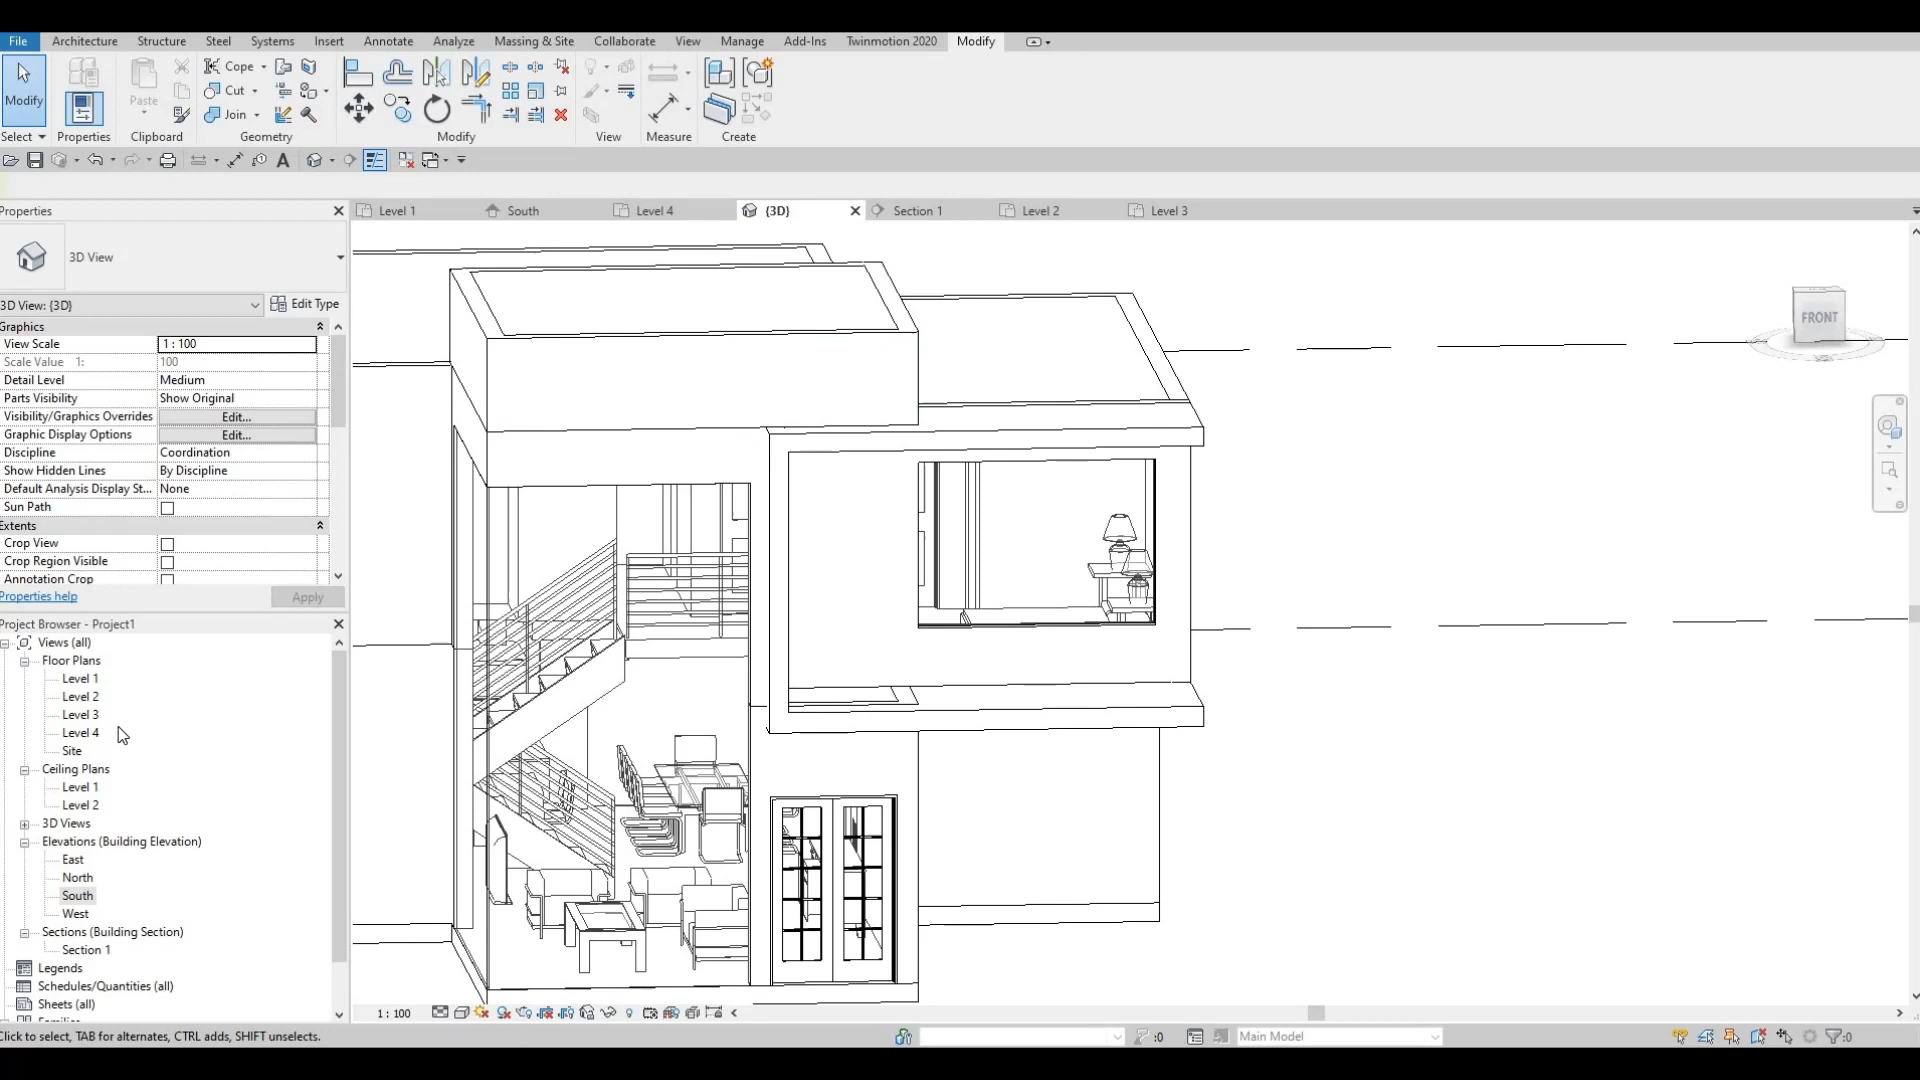 File Architecture Structure Steel Systems Insert Annotate Analyze Massing & Site Collaborate View Manage Add-Ins Twinmotion 2020 Modify
Modify
Paste
Cope
Cut
Join
Select Properties Clipboard Geometry Modify View Measure Create
Properties
Level 1 South Level 4 {3D} Section 1 Level 2 Level 3
3D View
3D View: {3D} Edit Type
Graphics
View Scale 1 : 100
Scale Value 1: 100
Detail Level Medium
Parts Visibility Show Original
Visibility/Graphics Overrides Edit...
Graphic Display Options Edit...
Discipline Coordination
Show Hidden Lines By Discipline
Default Analysis Display St... None
Sun Path
Extents
Crop View
Crop Region Visible
Annotation Crop
Properties help Apply
Project Browser - Project1
Views (all)
Floor Plans
Level 1
Level 2
Level 3
Level 4
Site
Ceiling Plans
Level 1
Level 2
3D Views
Elevations (Building Elevation)
East
North
South
West
Sections (Building Section)
Section 1
Legends
Schedules/Quantities (all)
Sheets (all)
FRONT
1 : 100
Click to select, TAB for alternates, CTRL adds, SHIFT unselects. :0 Main Model :0